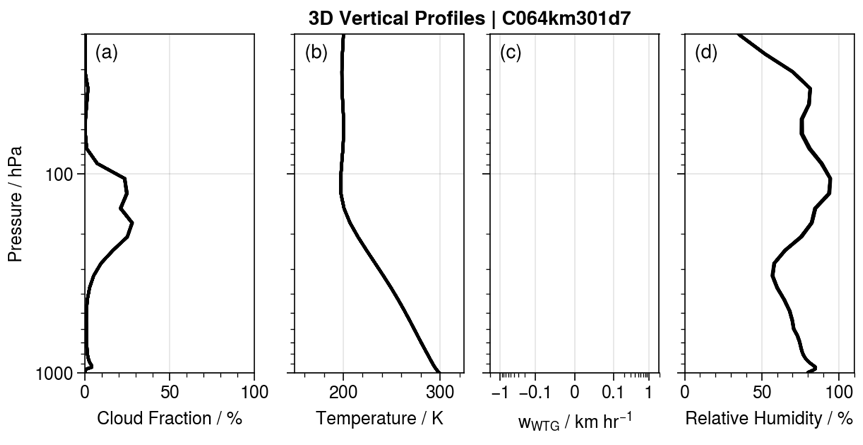 3D Vertical Profiles | C064km301d7
(a)
(b)
(c)
(d)
Pressure / hPa
100
1000
0 50 100
200 300
−1 −0.1 0 0.1 1
0 50 100
Cloud Fraction / %
Temperature / K
wWTG / km hr⁻¹
Relative Humidity / %